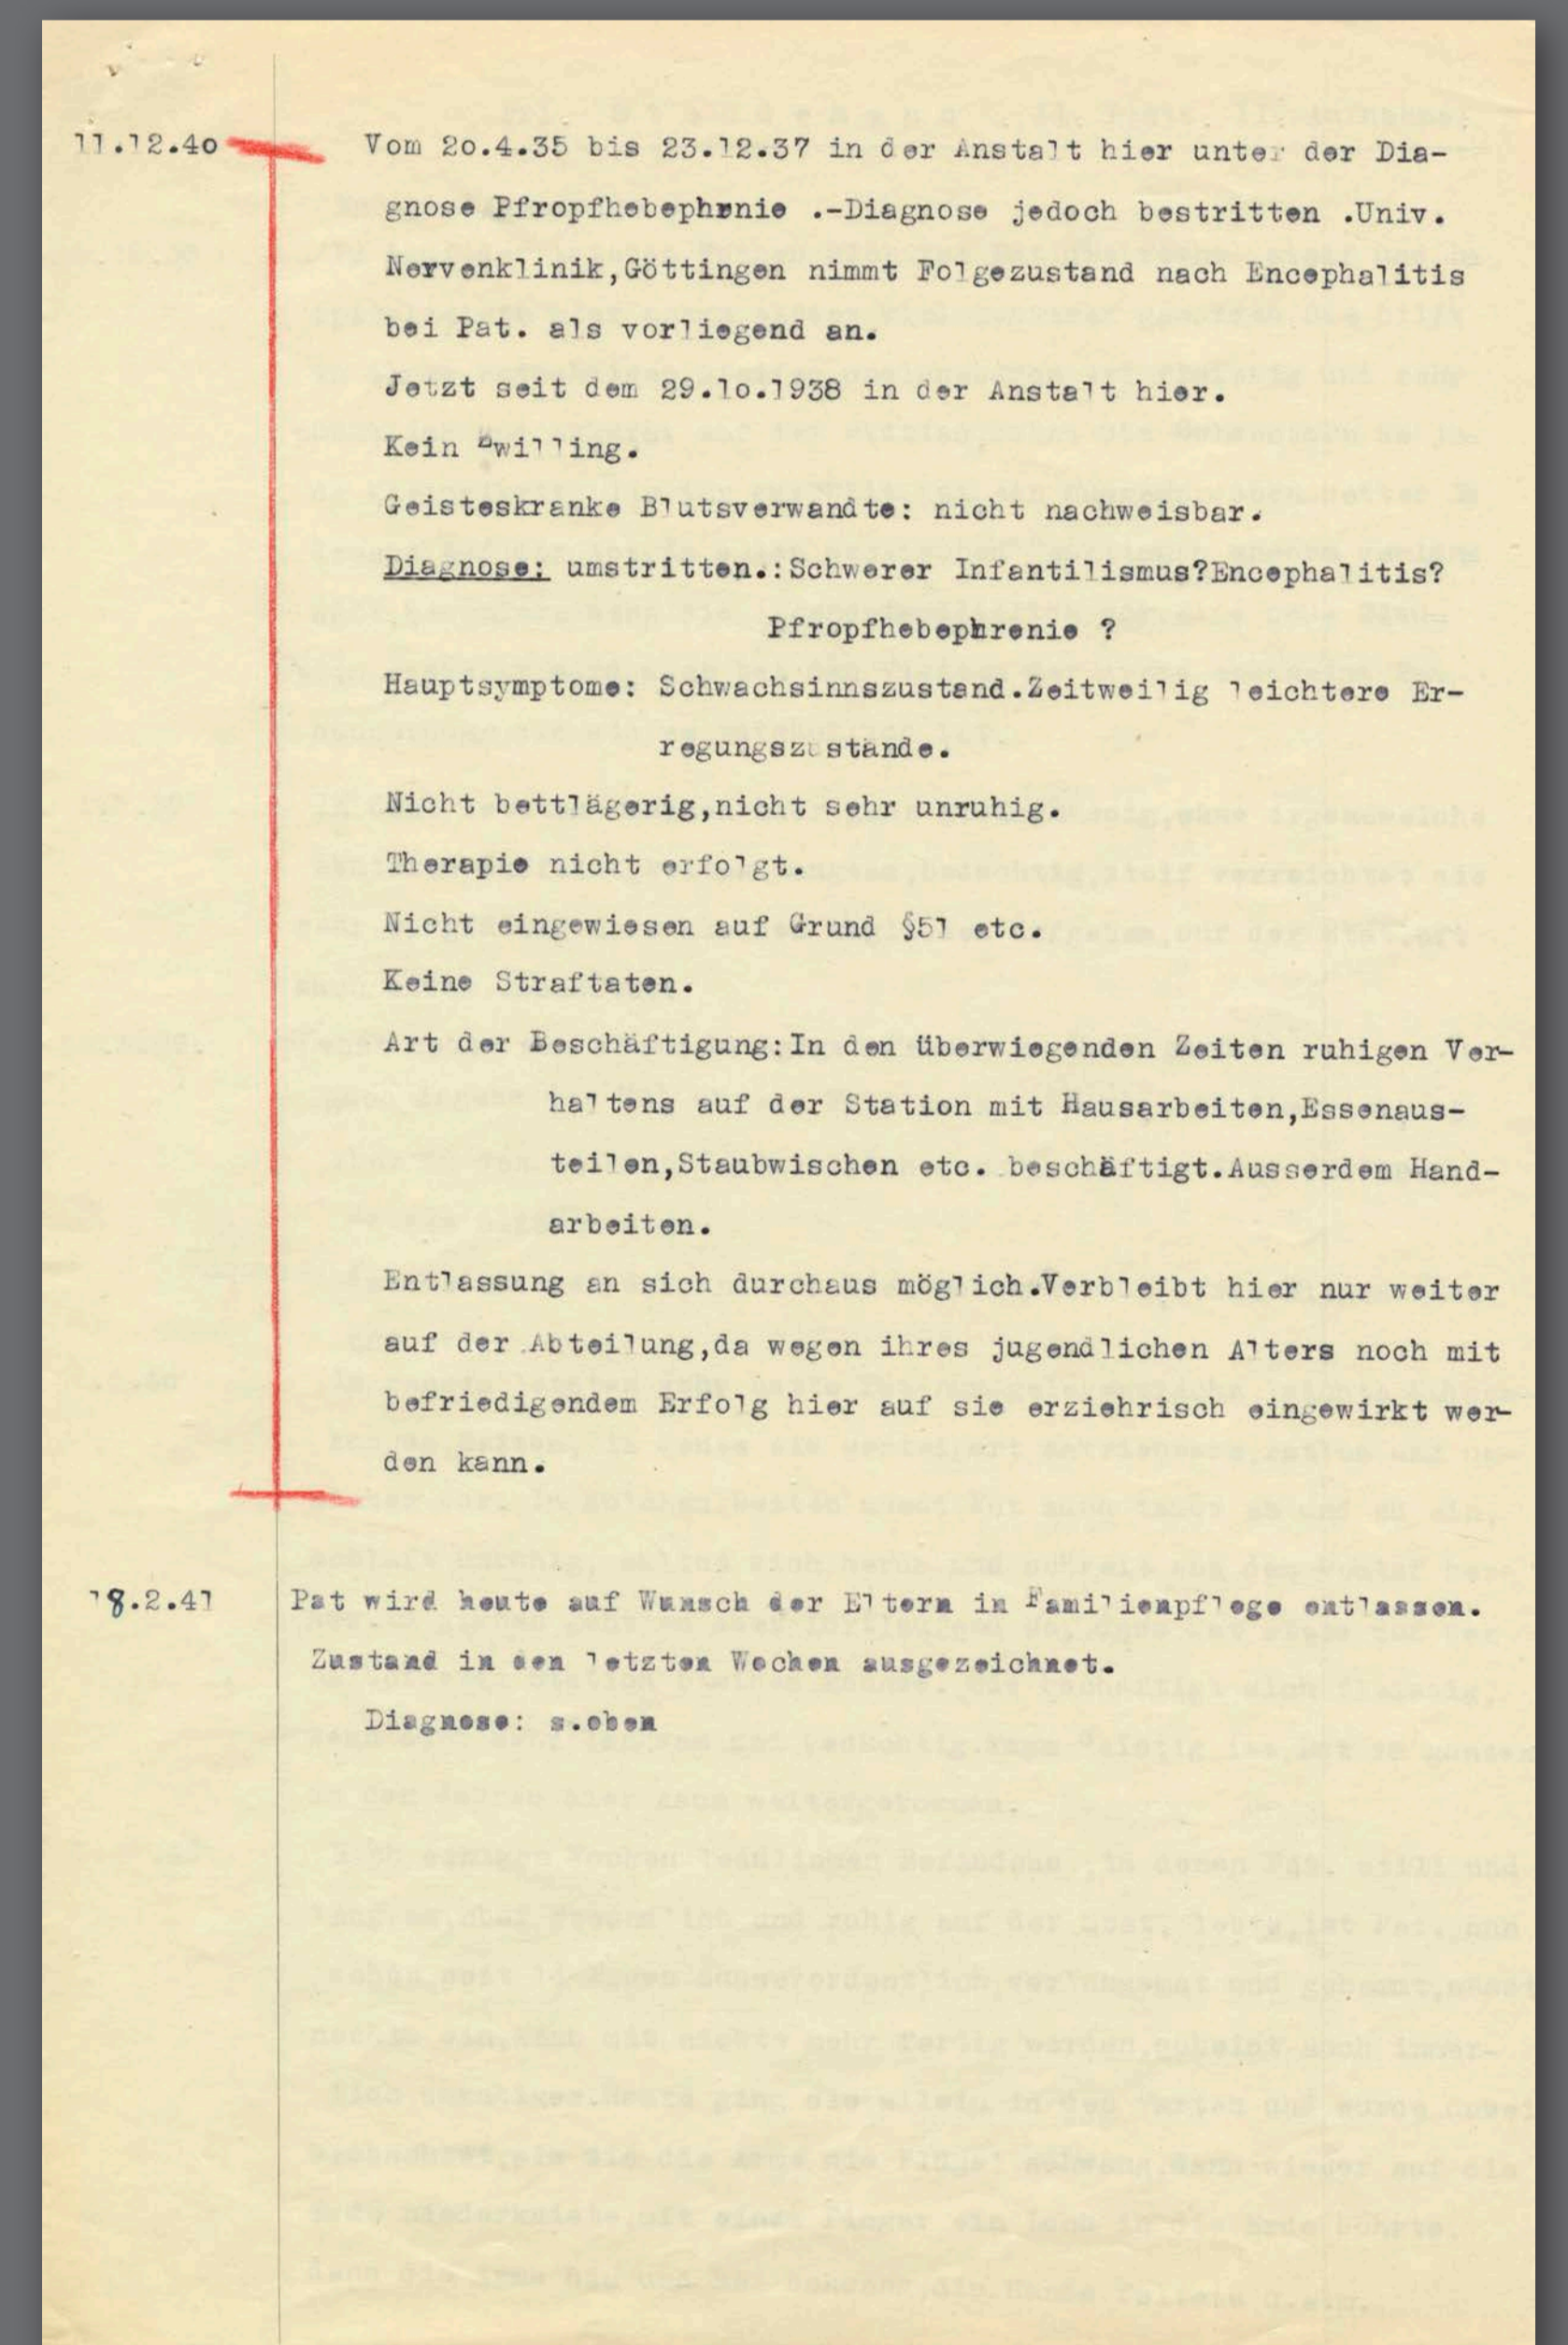 11.12.40 Vom 20.4.35 bis 23.12.37 in der Anstalt hier unter der Dia-
gnose Pfropfhebephrenie .-Diagnose jedoch bestritten .Univ.
Nervenklinik,Göttingen nimmt Folgezustand nach Encephalitis
bei Pat. als vorliegend an.
Jetzt seit dem 29.10.1938 in der Anstalt hier.
Kein Zwilling.
Geisteskranke Blutsverwandte: nicht nachweisbar.
Diagnose: umstritten.:Schwerer Infantilismus?Encephalitis?
Pfropfhebephrenie ?
Hauptsymptome: Schwachsinnszustand.Zeitweilig leichtere Er-
regungszustände.
Nicht bettlägerig,nicht sehr unruhig.
Therapie nicht erfolgt.
Nicht eingewiesen auf Grund §51 etc.
Keine Straftaten.
Art der Beschäftigung:In den überwiegenden Zeiten ruhigen Ver-
haltens auf der Station mit Hausarbeiten,Essenaus-
teilen,Staubwischen etc. beschäftigt.Ausserdem Hand-
arbeiten.
Entlassung an sich durchaus möglich.Verbleibt hier nur weiter
auf der Abteilung,da wegen ihres jugendlichen Alters noch mit
befriedigendem Erfolg hier auf sie erziehrisch eingewirkt wer-
den kann.
18.2.41 Pat wird heute auf Wunsch der Eltern in Familienpflege entlassen.
Zustand in den letzten Wochen ausgezeichnet.
Diagnose: s.oben